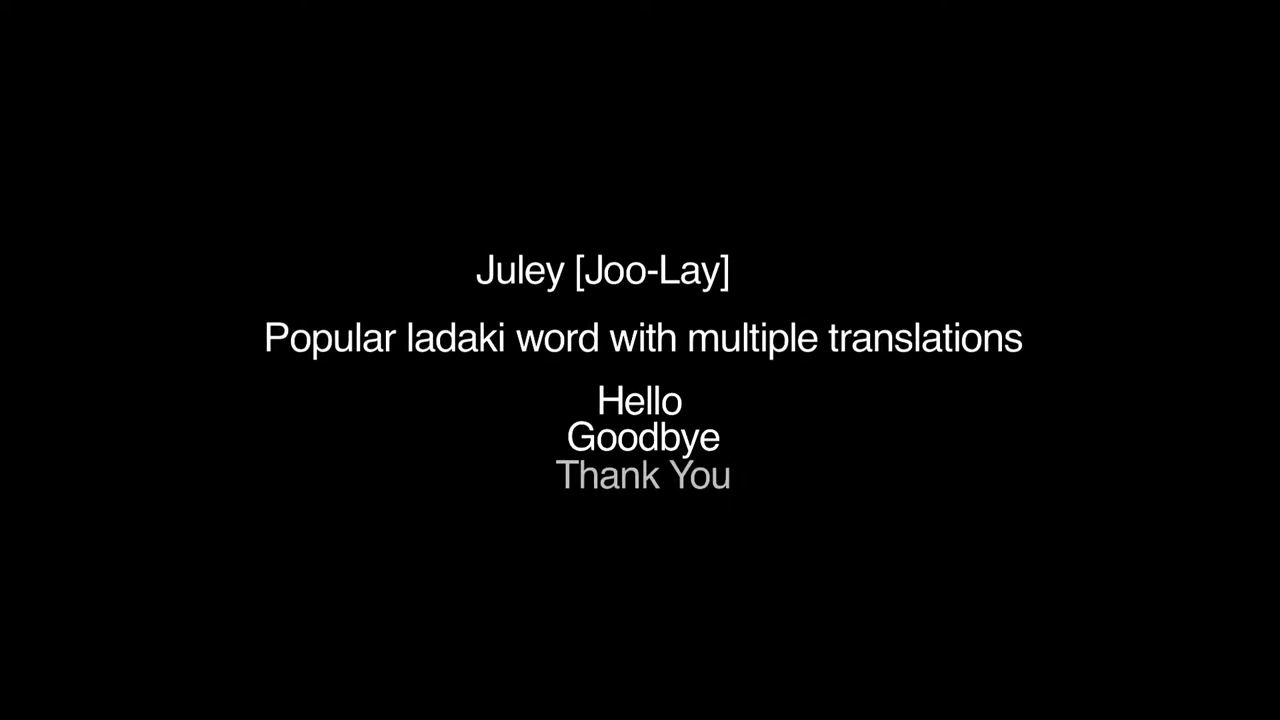 Juley [Joo-Lay]
Popular ladaki word with multiple translations
Hello
Goodbye
Thank You